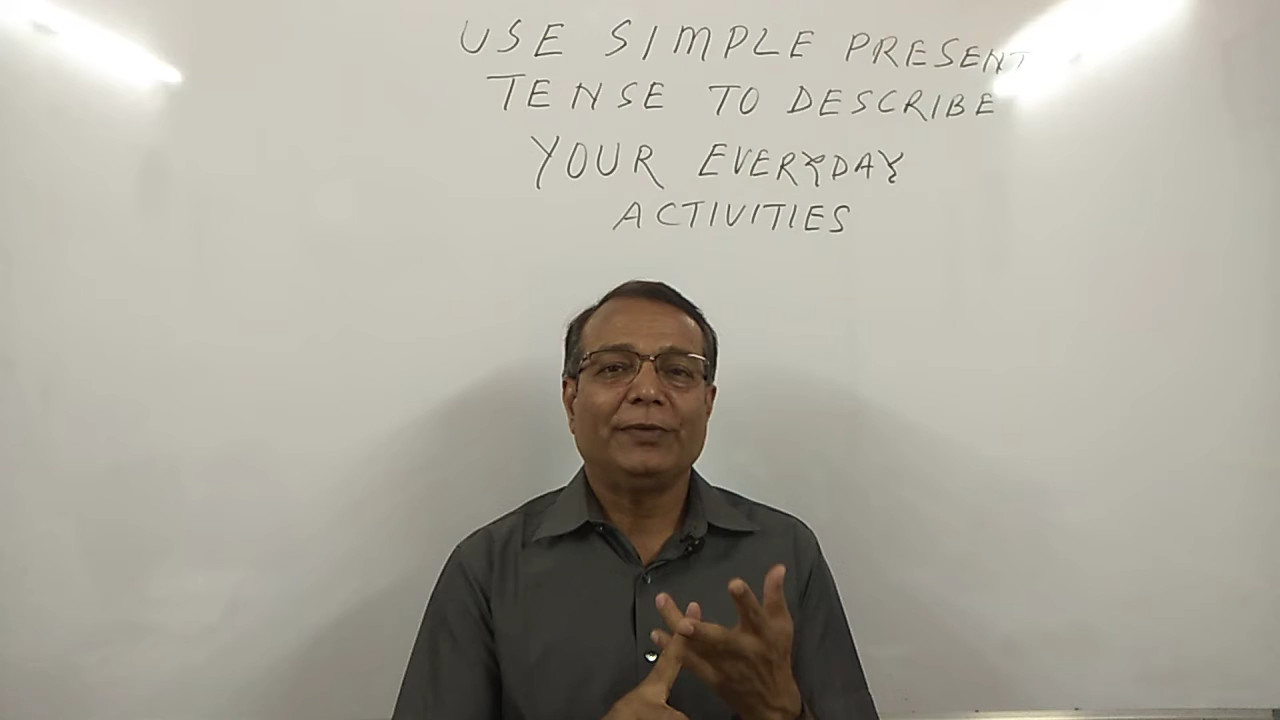 USE SIMPLE PRESENT
TENSE TO DESCRIBE
YOUR EVERYDAY
ACTIVITIES